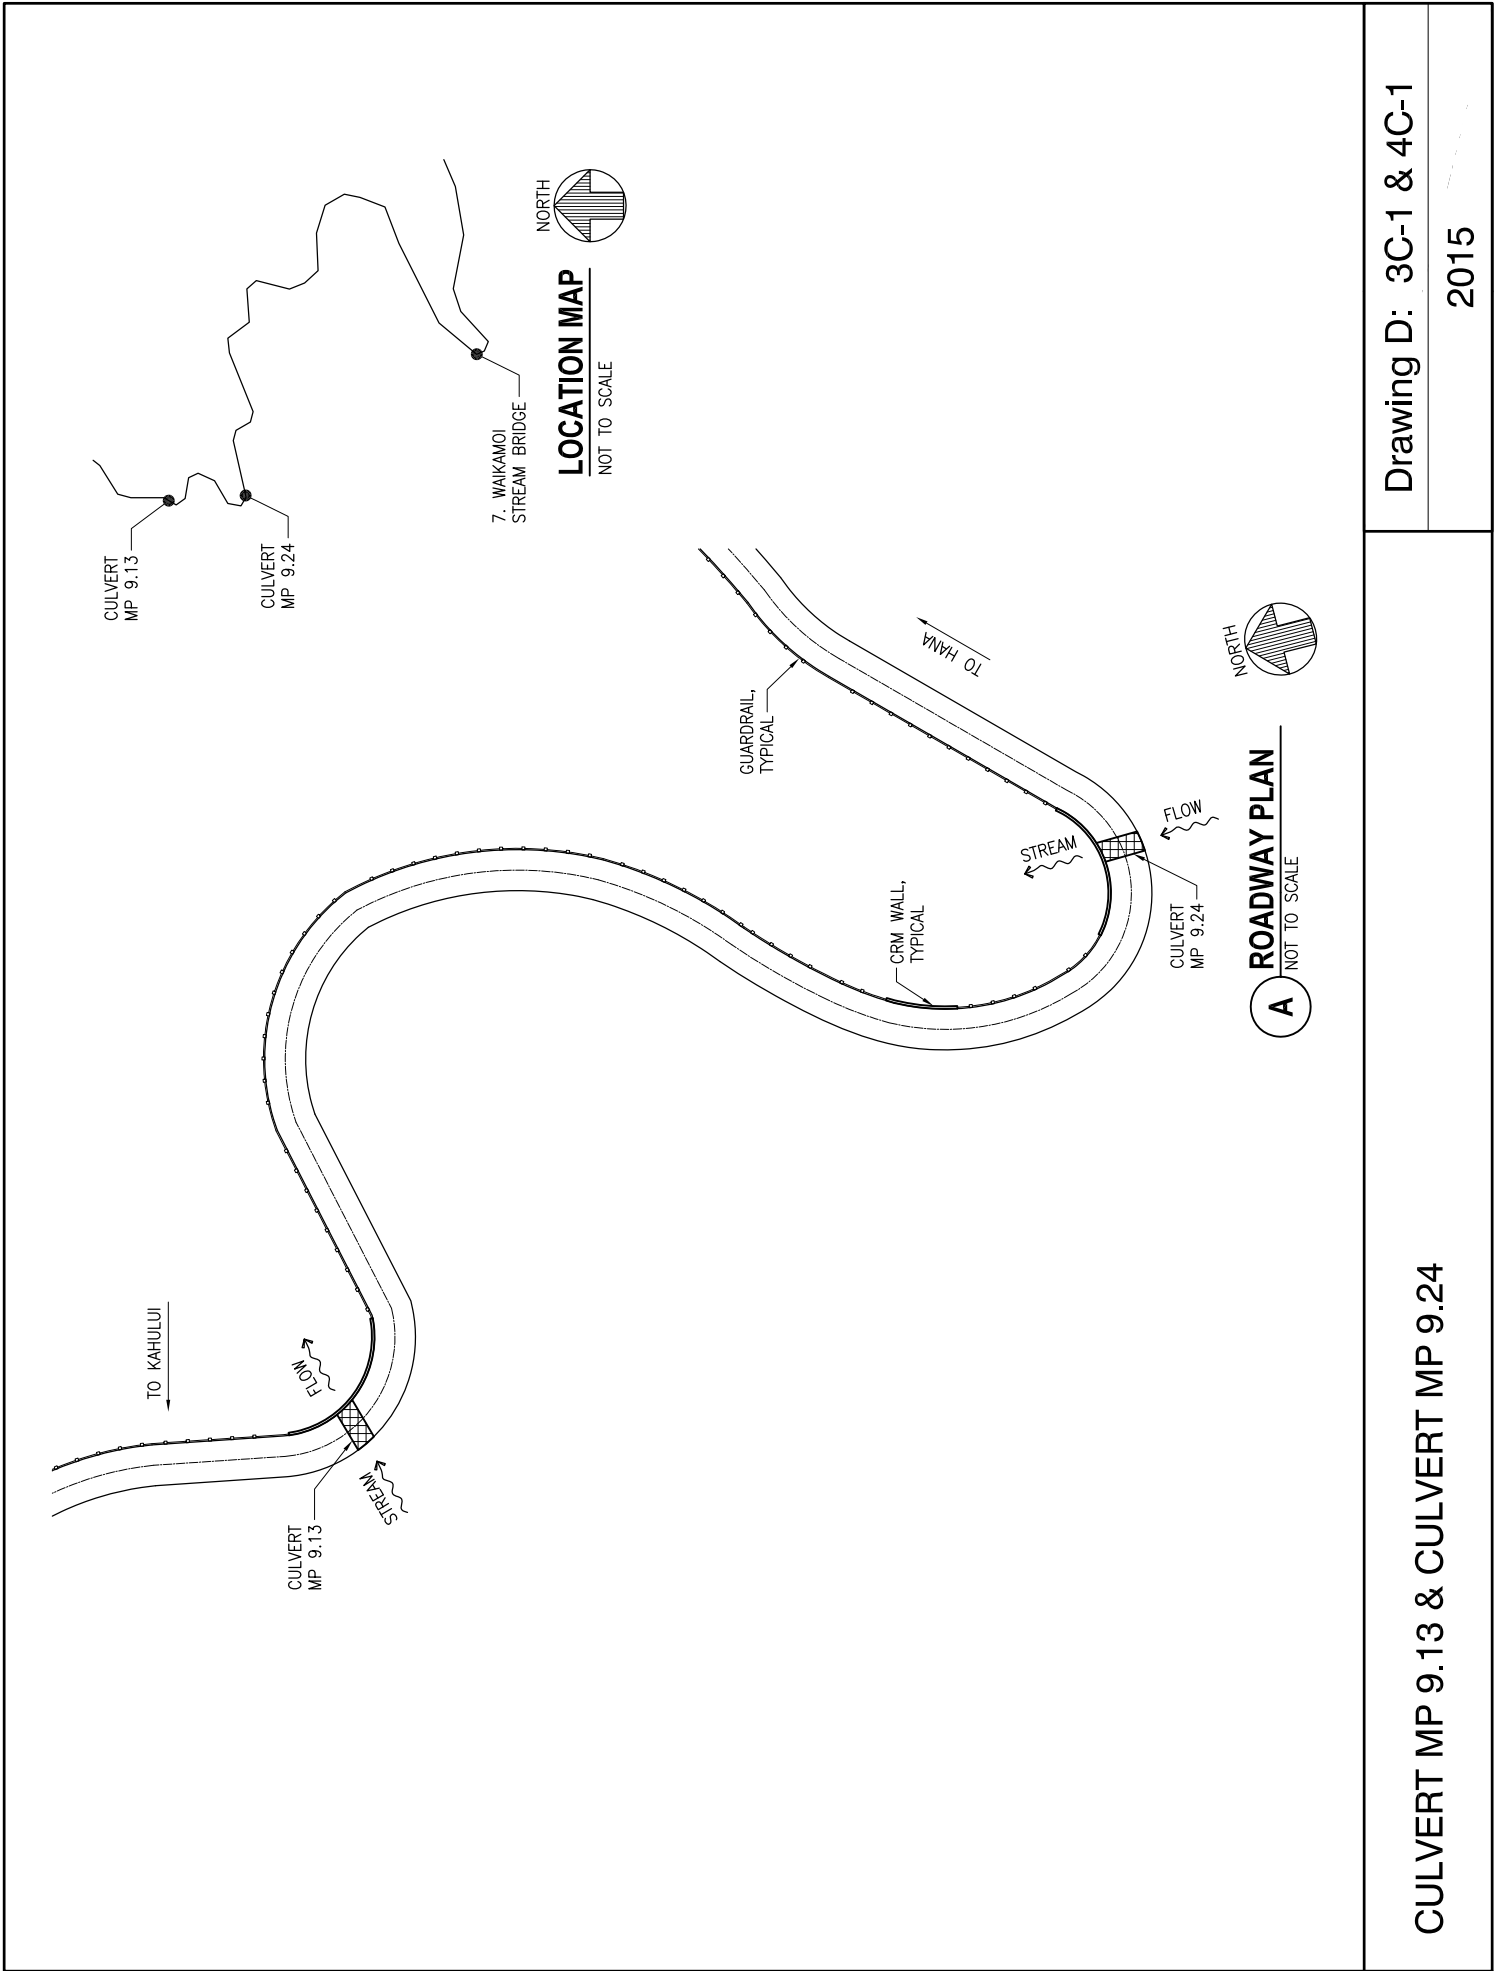 CULVERT
MP 9.13
CULVERT
MP 9.24
7. WAIKAMOI
STREAM BRIDGE
NORTH
LOCATION MAP
NOT TO SCALE
TO KAHULUI
FLOW
STREAM
CULVERT
MP 9.13
GUARDRAIL,
TYPICAL
TO HANA
CRM WALL,
TYPICAL
STREAM
FLOW
CULVERT
MP 9.24
NORTH
A
ROADWAY PLAN
NOT TO SCALE
CULVERT MP 9.13 & CULVERT MP 9.24
Drawing D: 3C-1 & 4C-1
2015